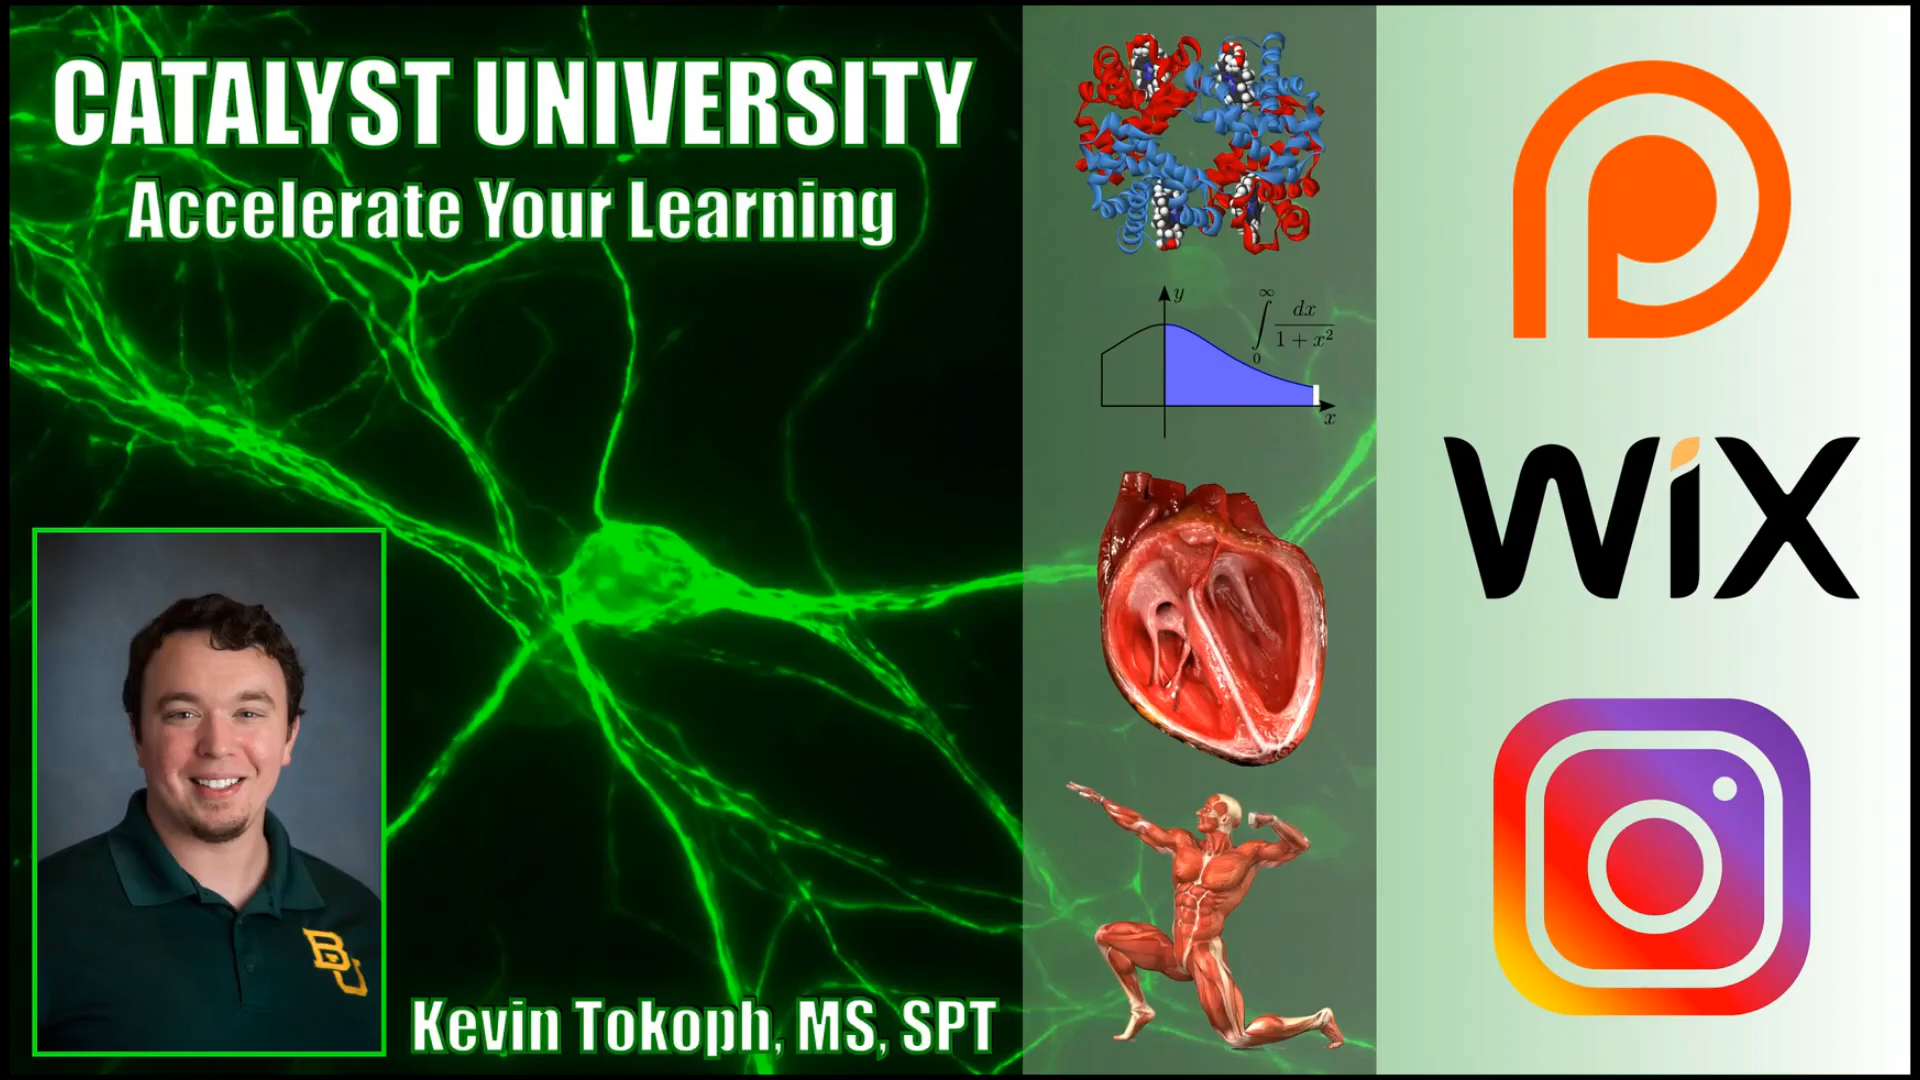 CATALYST UNIVERSITY
Accelerate Your Learning
y
∞
∫ dx
0 1 + x²
x
WiX
BU
Kevin Tokoph, MS, SPT